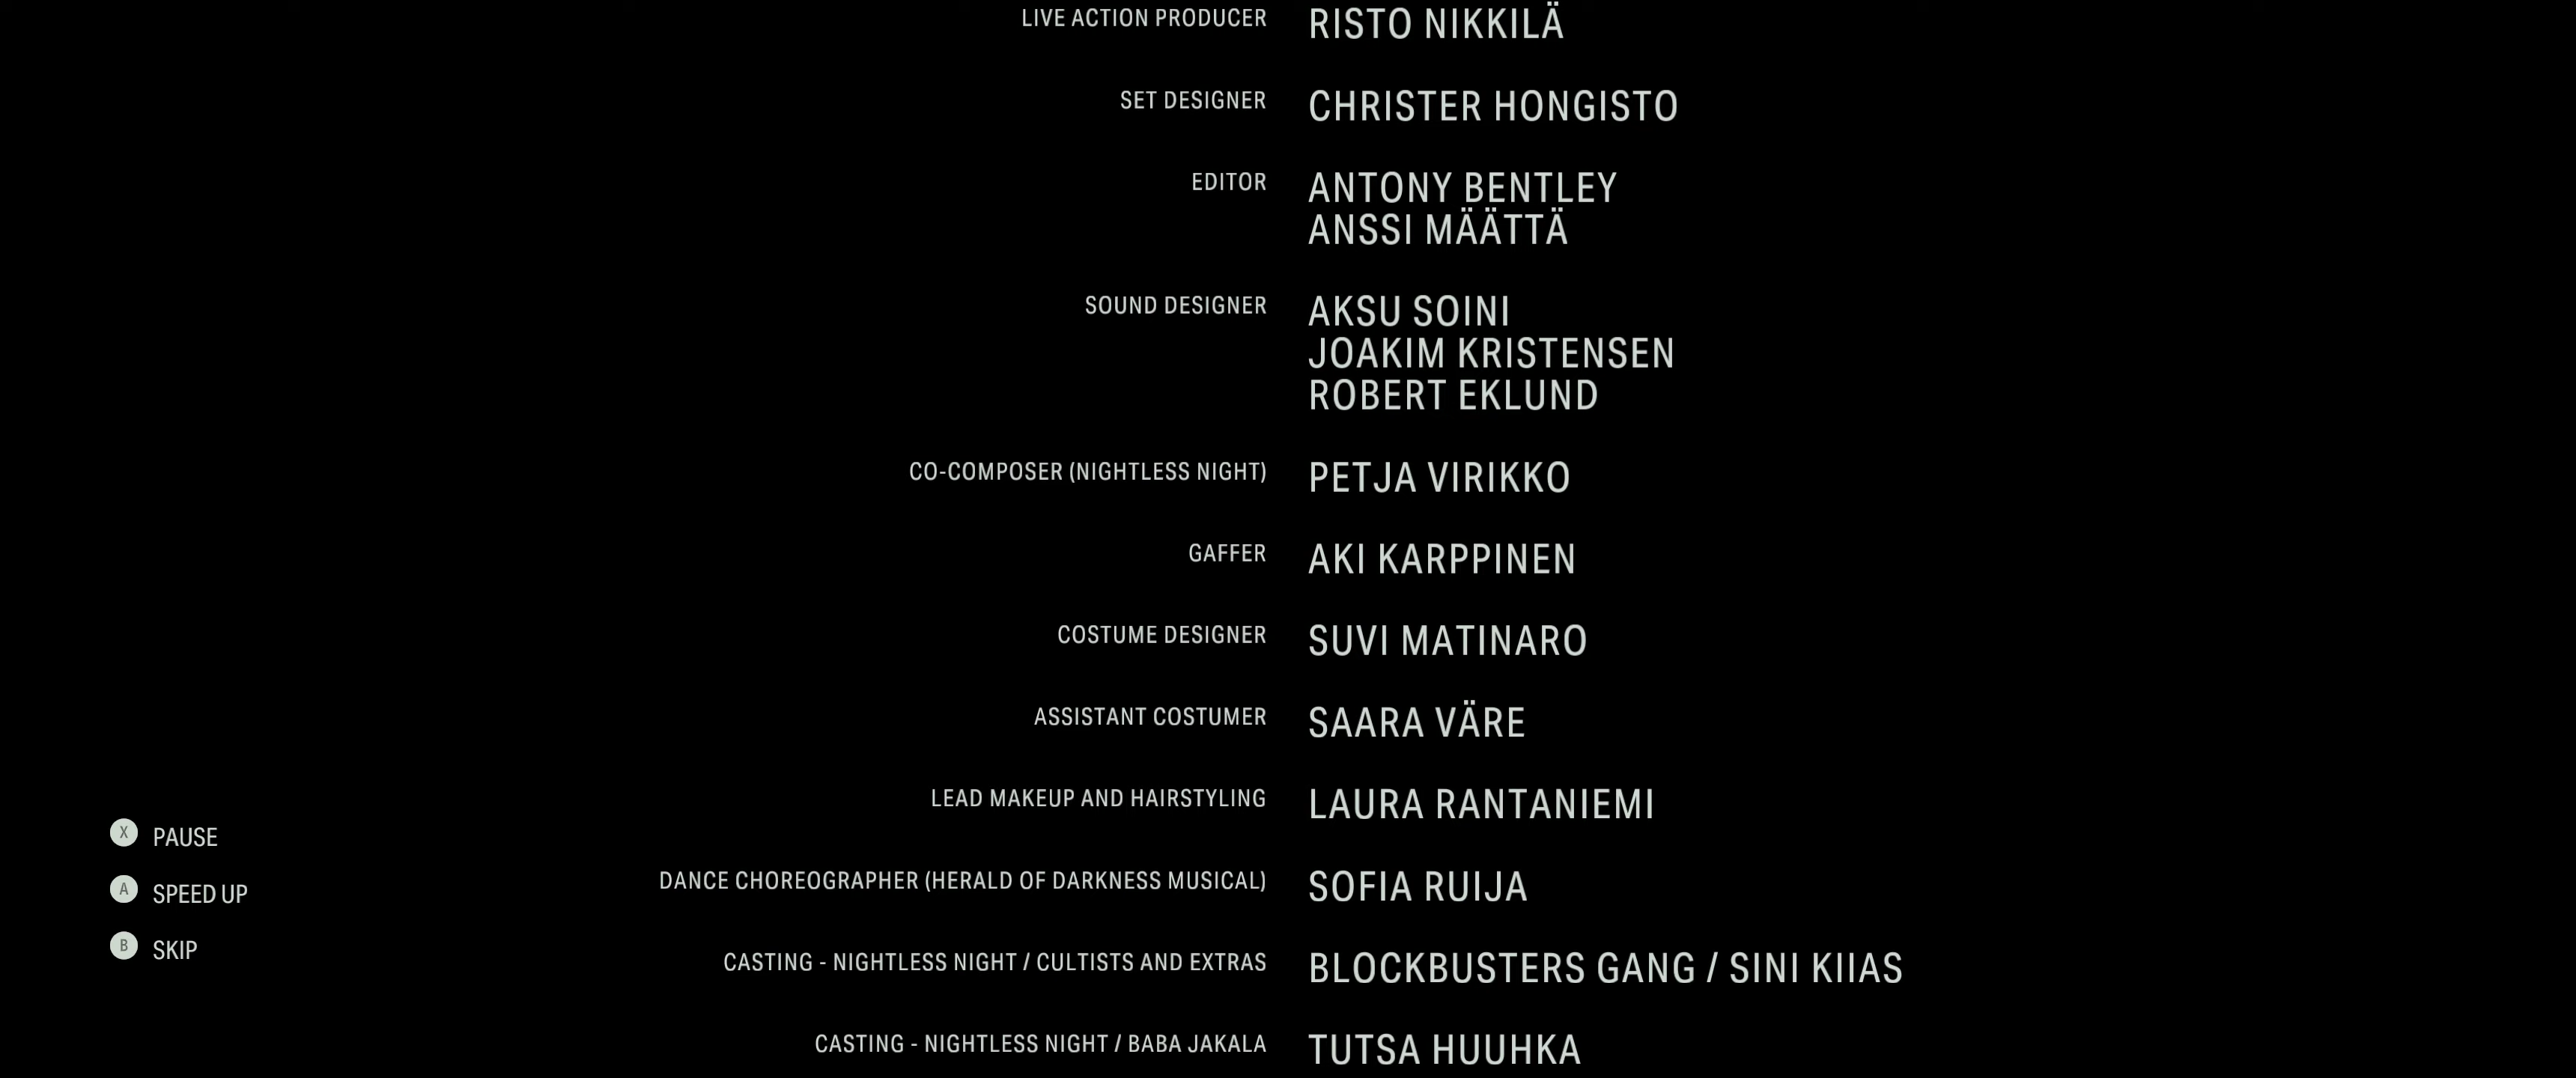 LIVE ACTION PRODUCER RISTO NIKKILÄ
SET DESIGNER CHRISTER HONGISTO
EDITOR ANTONY BENTLEY
ANSSI MÄÄTTÄ
SOUND DESIGNER AKSU SOINI
JOAKIM KRISTENSEN
ROBERT EKLUND
CO-COMPOSER (NIGHTLESS NIGHT) PETJA VIRIKKO
GAFFER AKI KARPPINEN
COSTUME DESIGNER SUVI MATINARO
ASSISTANT COSTUMER SAARA VÄRE
LEAD MAKEUP AND HAIRSTYLING LAURA RANTANIEMI
DANCE CHOREOGRAPHER (HERALD OF DARKNESS MUSICAL) SOFIA RUIJA
CASTING - NIGHTLESS NIGHT / CULTISTS AND EXTRAS BLOCKBUSTERS GANG / SINI KIIAS
CASTING - NIGHTLESS NIGHT / BABA JAKALA TUTSA HUUHKA
X PAUSE
A SPEED UP
B SKIP